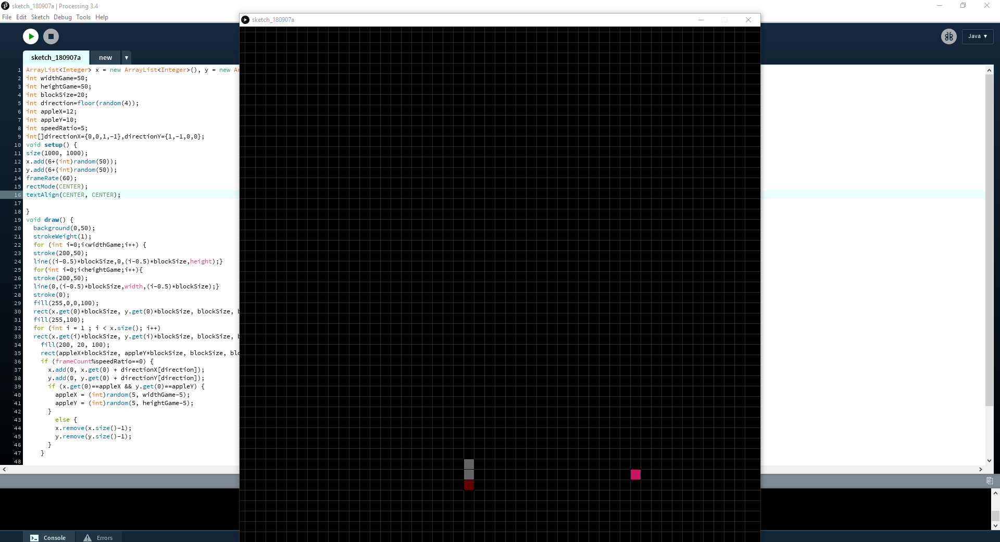 sketch_180907a | Processing 3.4
File Edit Sketch Debug Tools Help
sketch_180907a
Java ▾
sketch_180907a new ▾
1 ArrayList<Integer> x = new ArrayList<Integer>(), y = new Ar
2 int widthGame=50;
3 int heightGame=50;
4 int blockSize=20;
5 int direction=floor(random(4));
6 int appleX=12;
7 int appleY=10;
8 int speedRatio=5;
9 int[]directionX={0,0,1,-1},directionY={1,-1,0,0};
10 void setup() {
11 size(1000, 1000);
12 x.add(6+(int)random(50));
13 y.add(6+(int)random(50));
14 frameRate(60);
15 rectMode(CENTER);
16 textAlign(CENTER, CENTER);
17
18 }
19 void draw() {
20 background(0,50);
21 strokeWeight(1);
22 for (int i=0;i<widthGame;i++) {
23 stroke(200,50);
24 line((i-0.5)*blockSize,0,(i-0.5)*blockSize,height);}
25 for(int i=0;i<heightGame;i++){
26 stroke(200,50);
27 line(0,(i-0.5)*blockSize,width,(i-0.5)*blockSize);}
28 stroke(0);
29 fill(255,0,0,100);
30 rect(x.get(0)*blockSize, y.get(0)*blockSize, blockSize, b
31 fill(255,100);
32 for (int i = 1 ; i < x.size(); i++)
33 rect(x.get(i)*blockSize, y.get(i)*blockSize, blockSize, b
34 fill(200, 20, 100);
35 rect(appleX*blockSize, appleY*blockSize, blockSize, blo
36 if (frameCount%speedRatio==0) {
37 x.add(0, x.get(0) + directionX[direction]);
38 y.add(0, y.get(0) + directionY[direction]);
39 if (x.get(0)==appleX && y.get(0)==appleY) {
40 appleX = (int)random(5, widthGame-5);
41 appleY = (int)random(5, heightGame-5);
42 }
43 else {
44 x.remove(x.size()-1);
45 y.remove(y.size()-1);
46 }
47 }
48
Console Errors